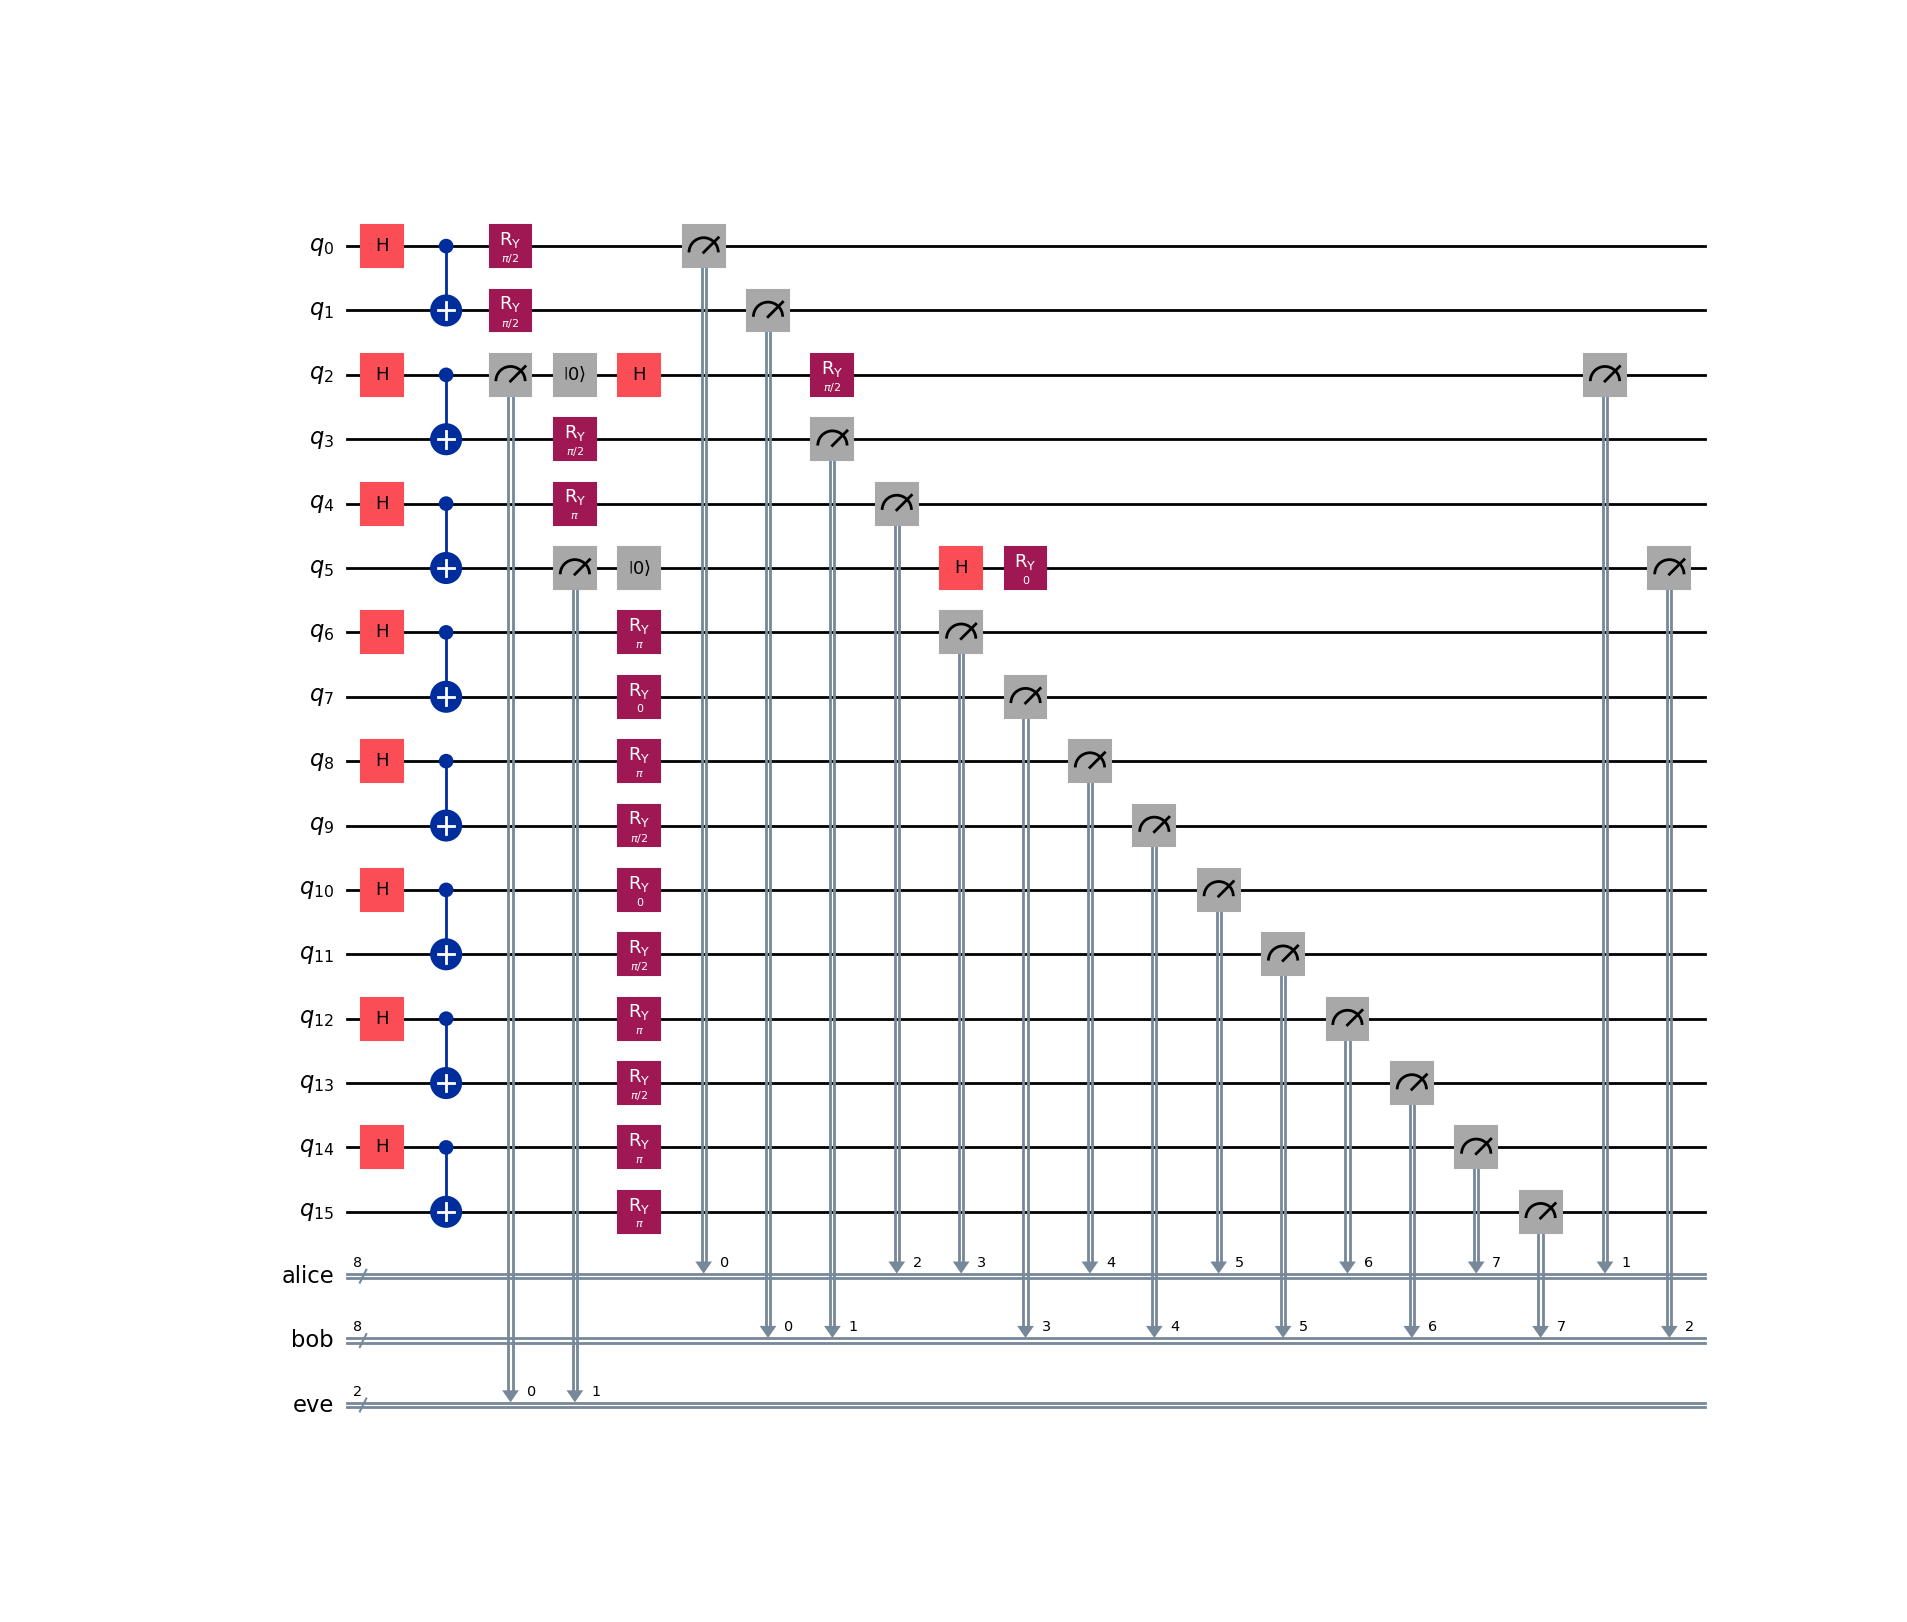 q0 H RY π/2
q1 RY π/2
q2 H |0⟩ H RY π/2
q3 RY π/2
q4 H RY π
q5 |0⟩ H RY 0
q6 H RY π
q7 RY 0
q8 H RY π
q9 RY π/2
q10 H RY 0
q11 RY π/2
q12 H RY π
q13 RY π/2
q14 H RY π
q15 RY π
alice 8 0 2 3 4 5 6 7 1
bob 8 0 1 3 4 5 6 7 2
eve 2 0 1